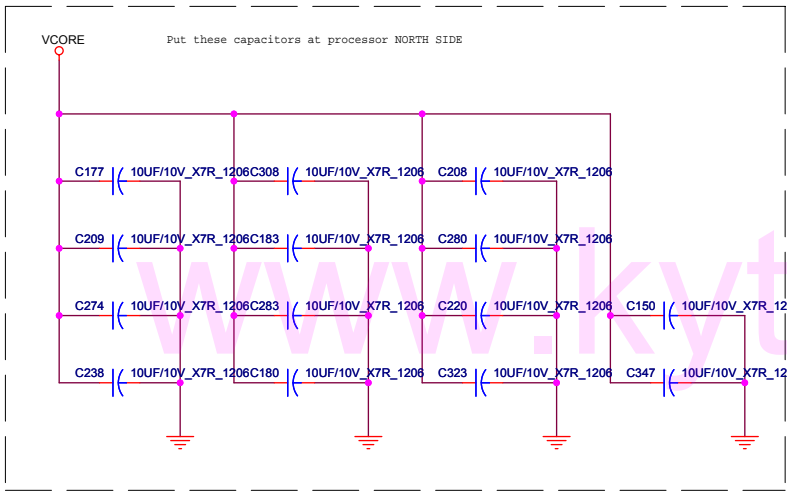 VCORE
Put these capacitors at processor NORTH SIDE
C177 10UF/10V_X7R_1206 C308 10UF/10V_X7R_1206 C208 10UF/10V_X7R_1206
C209 10UF/10V_X7R_1206 C183 10UF/10V_X7R_1206 C280 10UF/10V_X7R_1206
C274 10UF/10V_X7R_1206 C283 10UF/10V_X7R_1206 C220 10UF/10V_X7R_1206 C150 10UF/10V_X7R_12
C238 10UF/10V_X7R_1206 C180 10UF/10V_X7R_1206 C323 10UF/10V_X7R_1206 C347 10UF/10V_X7R_12
www.kyt